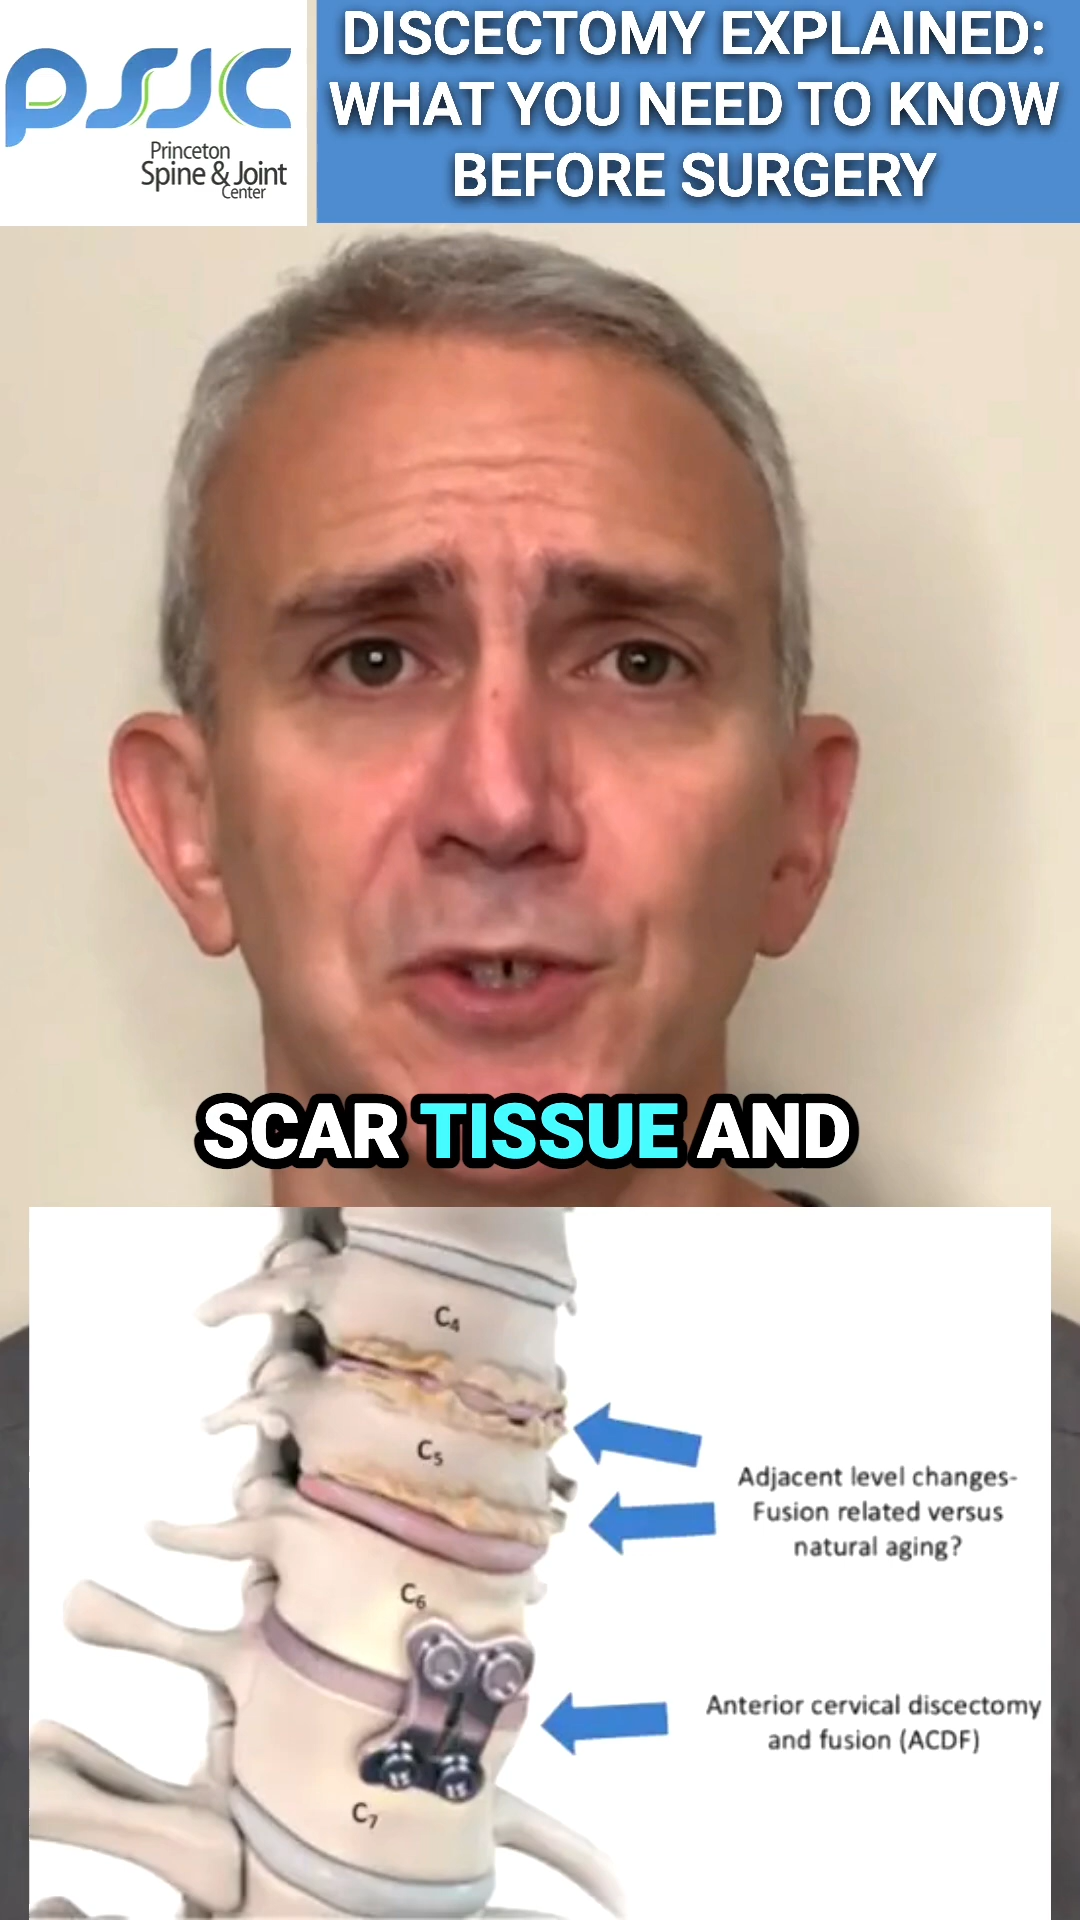 PSJC
Princeton
Spine & Joint
Center
DISCECTOMY EXPLAINED:
WHAT YOU NEED TO KNOW
BEFORE SURGERY
SCAR TISSUE AND
C4
C5
Adjacent level changes-
Fusion related versus
natural aging?
C6
Anterior cervical discectomy
and fusion (ACDF)
C7